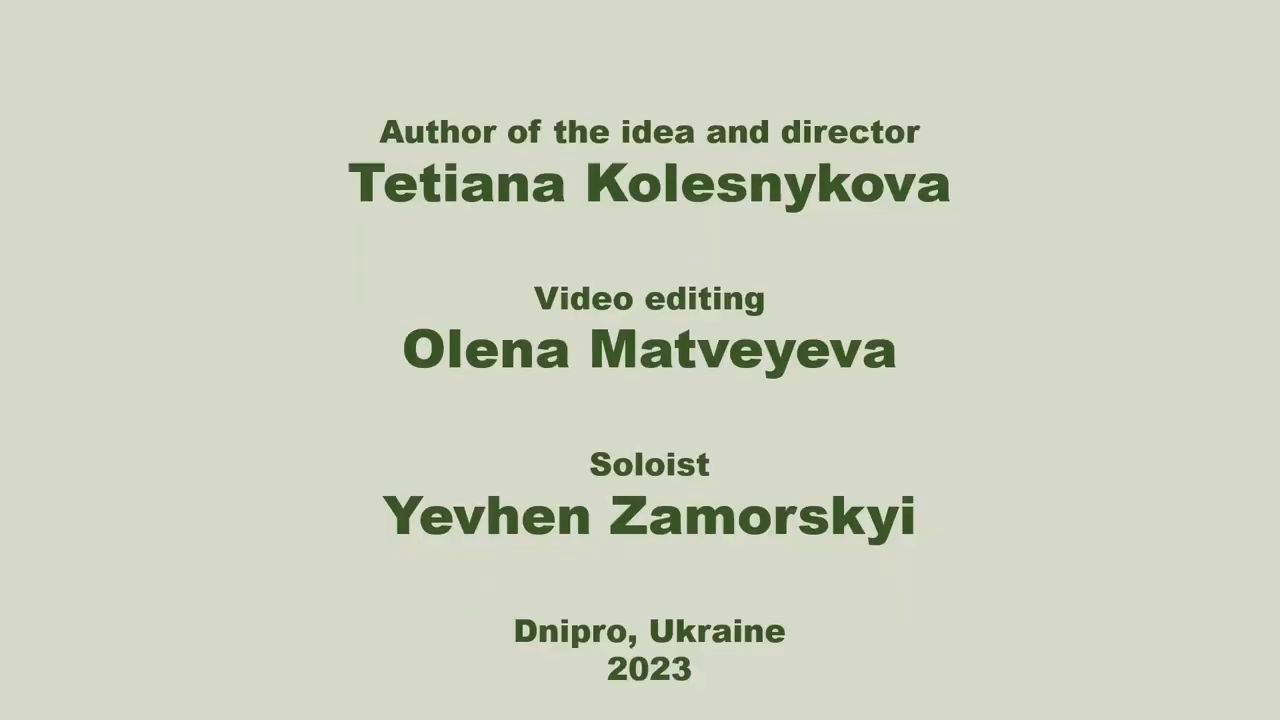 Author of the idea and director
Tetiana Kolesnykova
Video editing
Olena Matveyeva
Soloist
Yevhen Zamorskyi
Dnipro, Ukraine
2023